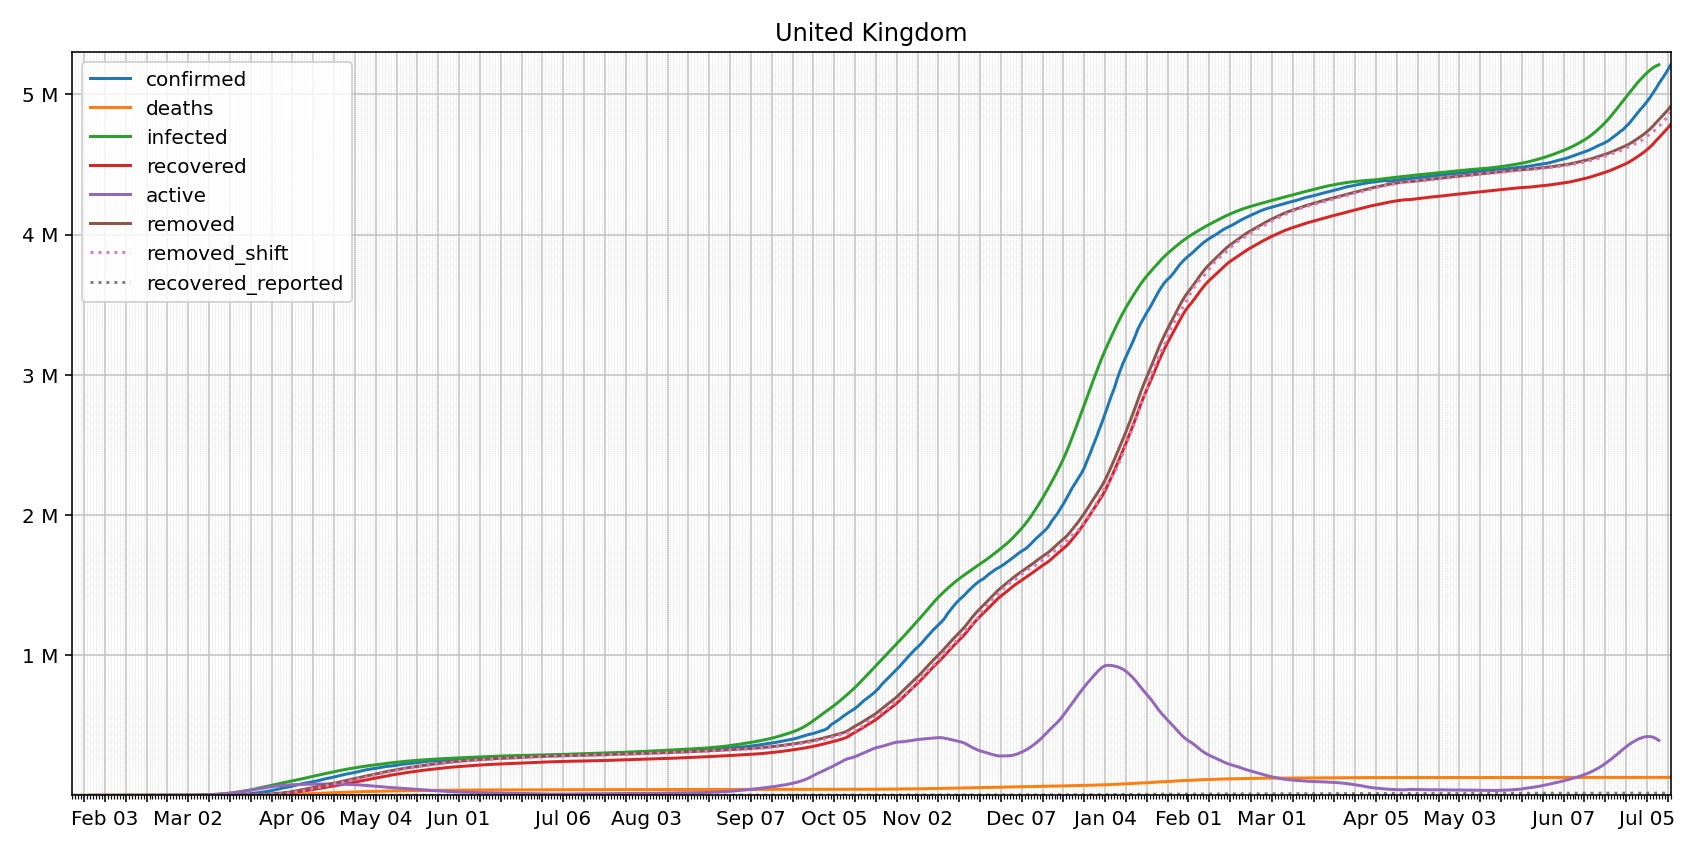 United Kingdom
confirmed
deaths
infected
recovered
active
removed
removed_shift
recovered_reported
5 M
4 M
3 M
2 M
1 M
Feb 03 Mar 02 Apr 06 May 04 Jun 01 Jul 06 Aug 03 Sep 07 Oct 05 Nov 02 Dec 07 Jan 04 Feb 01 Mar 01 Apr 05 May 03 Jun 07 Jul 05